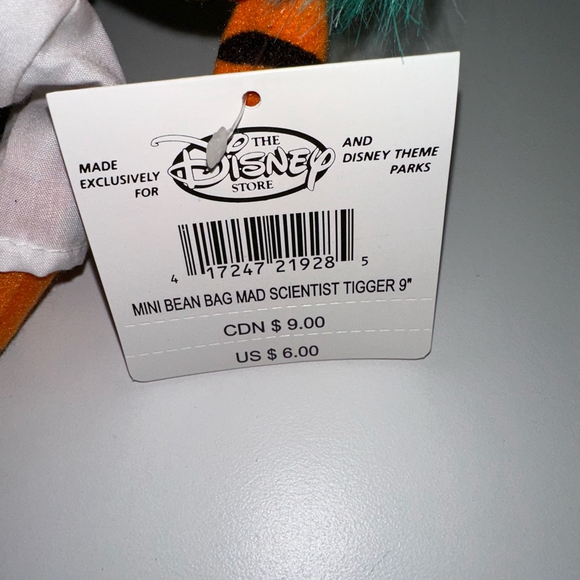 MADE
EXCLUSIVELY
FOR
THE
DISNEY
STORE
AND
DISNEY THEME
PARKS
4 17247 21928 5
MINI BEAN BAG MAD SCIENTIST TIGGER 9"
CDN $ 9.00
US $ 6.00